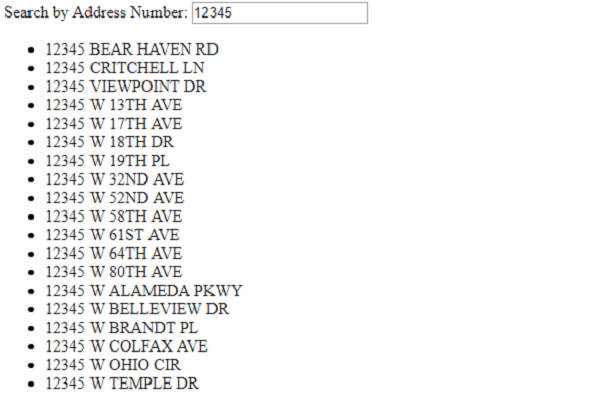 Search by Address Number: 12345
12345 BEAR HAVEN RD
12345 CRITCHELL LN
12345 VIEWPOINT DR
12345 W 13TH AVE
12345 W 17TH AVE
12345 W 18TH DR
12345 W 19TH PL
12345 W 32ND AVE
12345 W 52ND AVE
12345 W 58TH AVE
12345 W 61ST AVE
12345 W 64TH AVE
12345 W 80TH AVE
12345 W ALAMEDA PKWY
12345 W BELLEVIEW DR
12345 W BRANDT PL
12345 W COLFAX AVE
12345 W OHIO CIR
12345 W TEMPLE DR